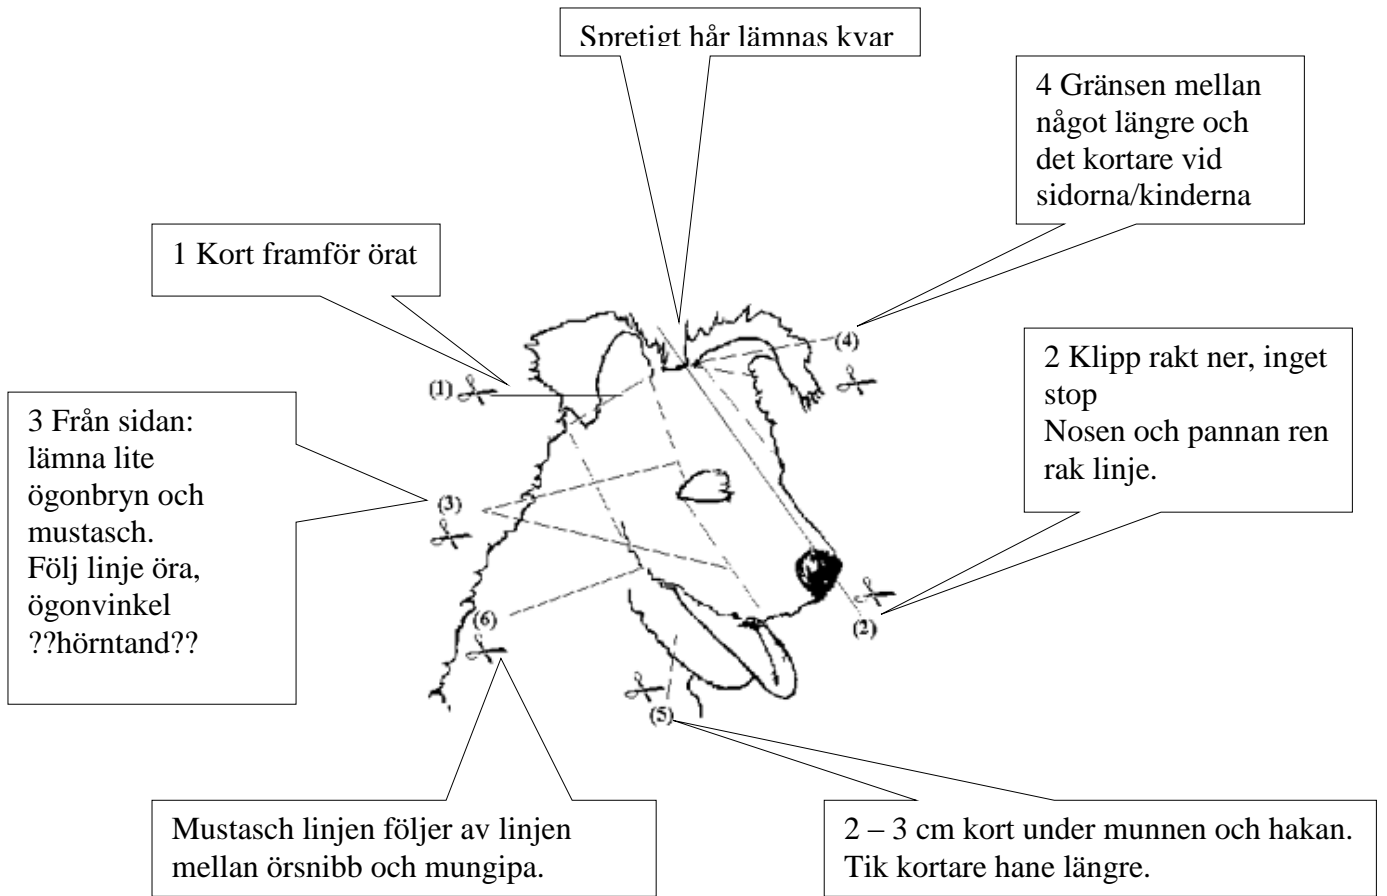 Spretigt hår lämnas kvar
4 Gränsen mellan
något längre och
det kortare vid
sidorna/kinderna
1 Kort framför örat
(4)
(1)
2 Klipp rakt ner, inget
stop
Nosen och pannan ren
rak linje.
3 Från sidan:
lämna lite
ögonbryn och
mustasch.
Följ linje öra,
ögonvinkel
??hörntand??
(3)
(6)
(2)
(5)
Mustasch linjen följer av linjen
mellan örsnibb och mungipa.
2 – 3 cm kort under munnen och hakan.
Tik kortare hane längre.